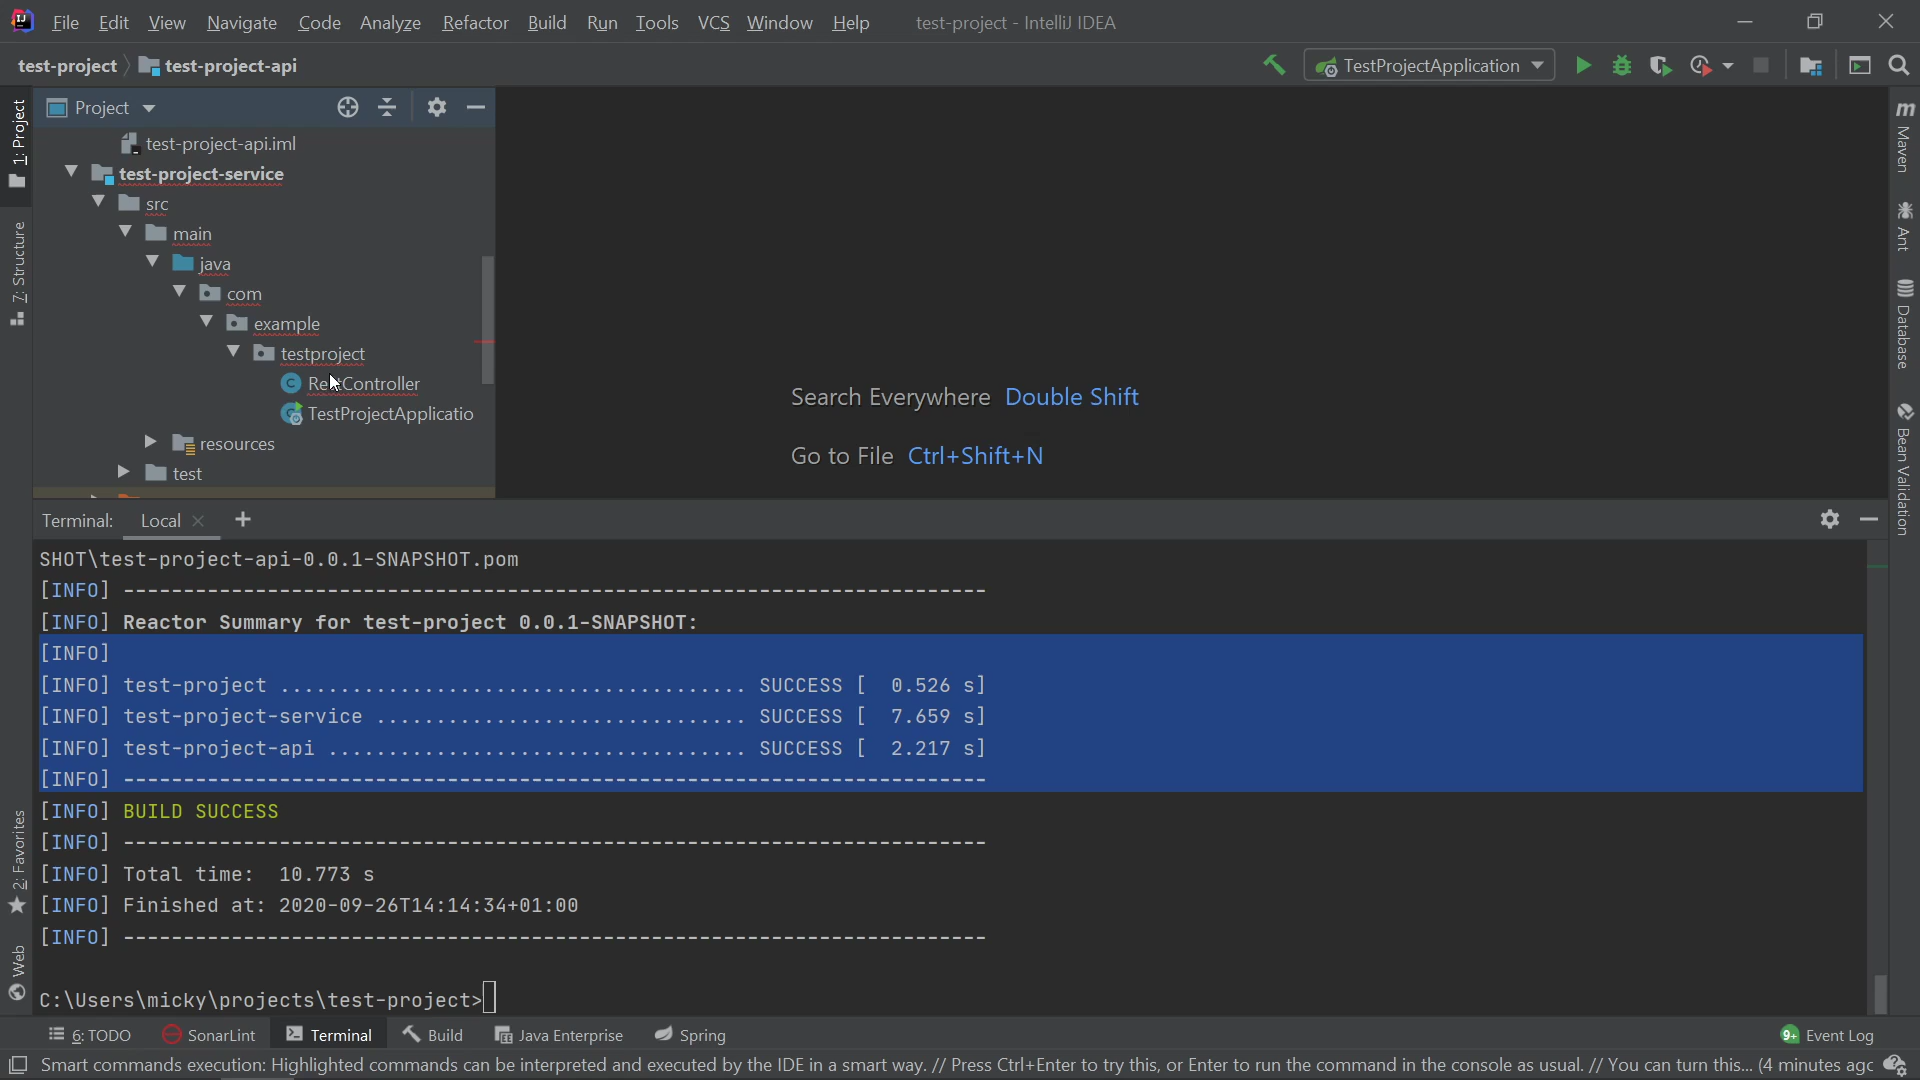 File Edit View Navigate Code Analyze Refactor Build Run Tools VCS Window Help test-project - IntelliJ IDEA
test-project test-project-api
TestProjectApplication
1: Project
7: Structure
2: Favorites
Web
Project
test-project-api.iml
test-project-service
src
main
java
com
example
testproject
RestController
TestProjectApplicatio
resources
test
Search Everywhere Double Shift
Go to File Ctrl+Shift+N
Maven
Ant
Database
Bean Validation
Terminal: Local
SHOT\test-project-api-0.0.1-SNAPSHOT.pom
[INFO] ------------------------------------------------------------------------
[INFO] Reactor Summary for test-project 0.0.1-SNAPSHOT:
[INFO]
[INFO] test-project ....................................... SUCCESS [  0.526 s]
[INFO] test-project-service ............................... SUCCESS [  7.659 s]
[INFO] test-project-api ................................... SUCCESS [  2.217 s]
[INFO] ------------------------------------------------------------------------
[INFO] BUILD SUCCESS
[INFO] ------------------------------------------------------------------------
[INFO] Total time:  10.773 s
[INFO] Finished at: 2020-09-26T14:14:34+01:00
[INFO] ------------------------------------------------------------------------
C:\Users\micky\projects\test-project>
6: TODO SonarLint Terminal Build Java Enterprise Spring 9+ Event Log
Smart commands execution: Highlighted commands can be interpreted and executed by the IDE in a smart way. // Press Ctrl+Enter to try this, or Enter to run the command in the console as usual. // You can turn this... (4 minutes agc